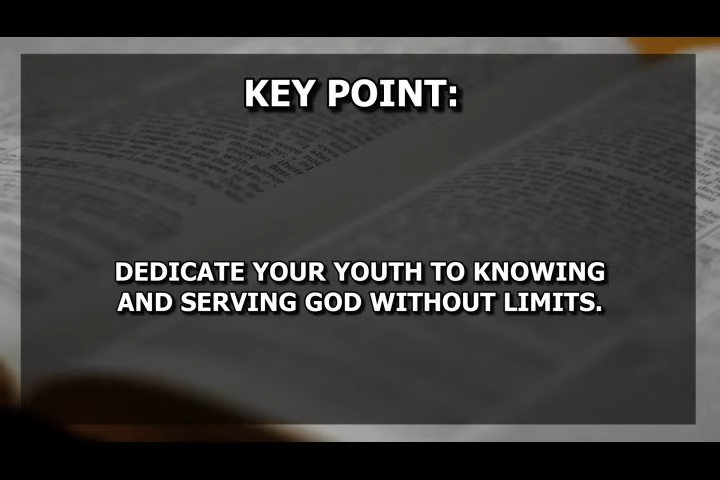 KEY POINT:
DEDICATE YOUR YOUTH TO KNOWING
AND SERVING GOD WITHOUT LIMITS.